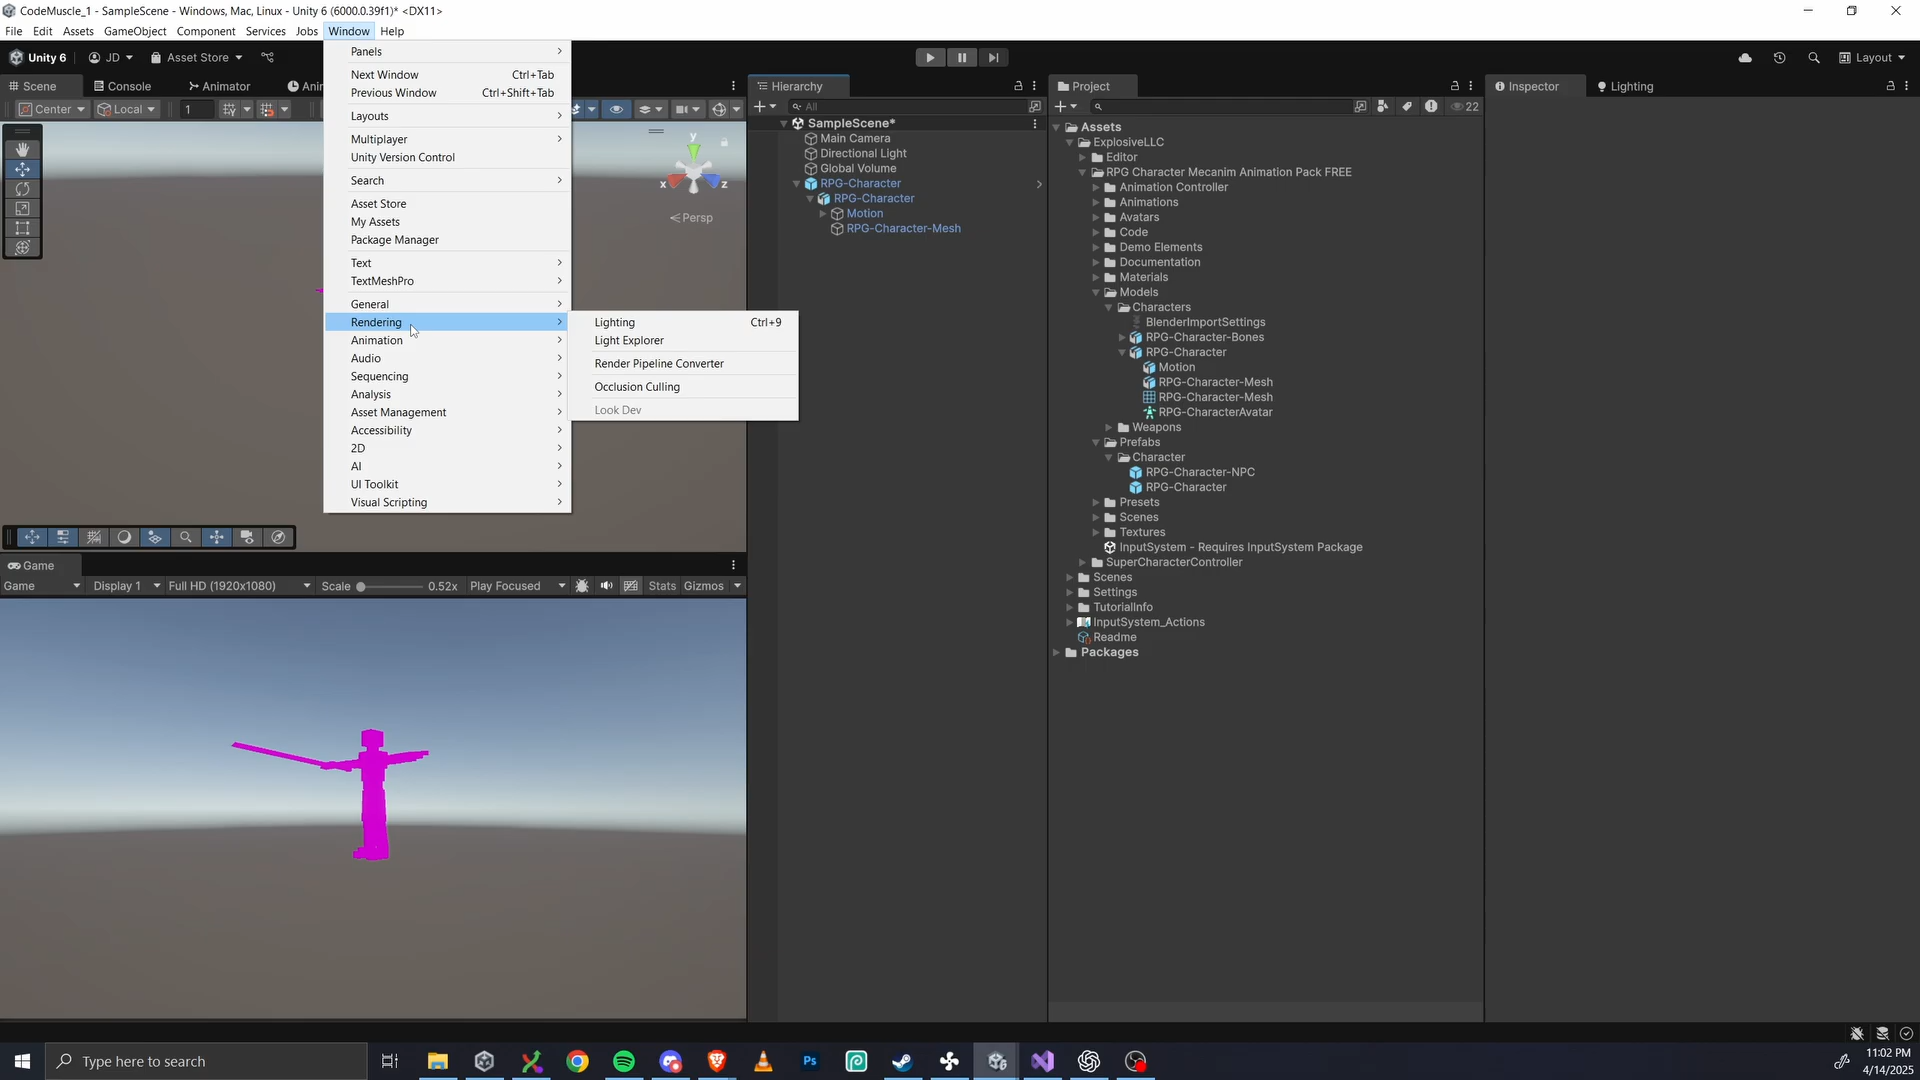 CodeMuscle_1 - SampleScene - Windows, Mac, Linux - Unity 6 (6000.0.39f1)* <DX11>
File Edit Assets GameObject Component Services Jobs Window Help
Unity 6 JD Asset Store Layout
Scene Console Animator Ani
Center Local 1
Panels
Next Window Ctrl+Tab
Previous Window Ctrl+Shift+Tab
Layouts
Multiplayer
Unity Version Control
Search
Asset Store
My Assets
Package Manager
Text
TextMeshPro
General
Rendering
Animation
Audio
Sequencing
Analysis
Asset Management
Accessibility
2D
AI
UI Toolkit
Visual Scripting
Lighting Ctrl+9
Light Explorer
Render Pipeline Converter
Occlusion Culling
Look Dev
y
x z
Persp
Game
Game Display 1 Full HD (1920x1080) Scale 0.52x Play Focused Stats Gizmos
Hierarchy
All
SampleScene*
Main Camera
Directional Light
Global Volume
RPG-Character
RPG-Character
Motion
RPG-Character-Mesh
Project
22
Assets
ExplosiveLLC
Editor
RPG Character Mecanim Animation Pack FREE
Animation Controller
Animations
Avatars
Code
Demo Elements
Documentation
Materials
Models
Characters
BlenderImportSettings
RPG-Character-Bones
RPG-Character
Motion
RPG-Character-Mesh
RPG-Character-Mesh
RPG-CharacterAvatar
Weapons
Prefabs
Character
RPG-Character-NPC
RPG-Character
Presets
Scenes
Textures
InputSystem - Requires InputSystem Package
SuperCharacterController
Scenes
Settings
TutorialInfo
InputSystem_Actions
Readme
Packages
Inspector Lighting
Type here to search
Ps
11:02 PM
4/14/2025